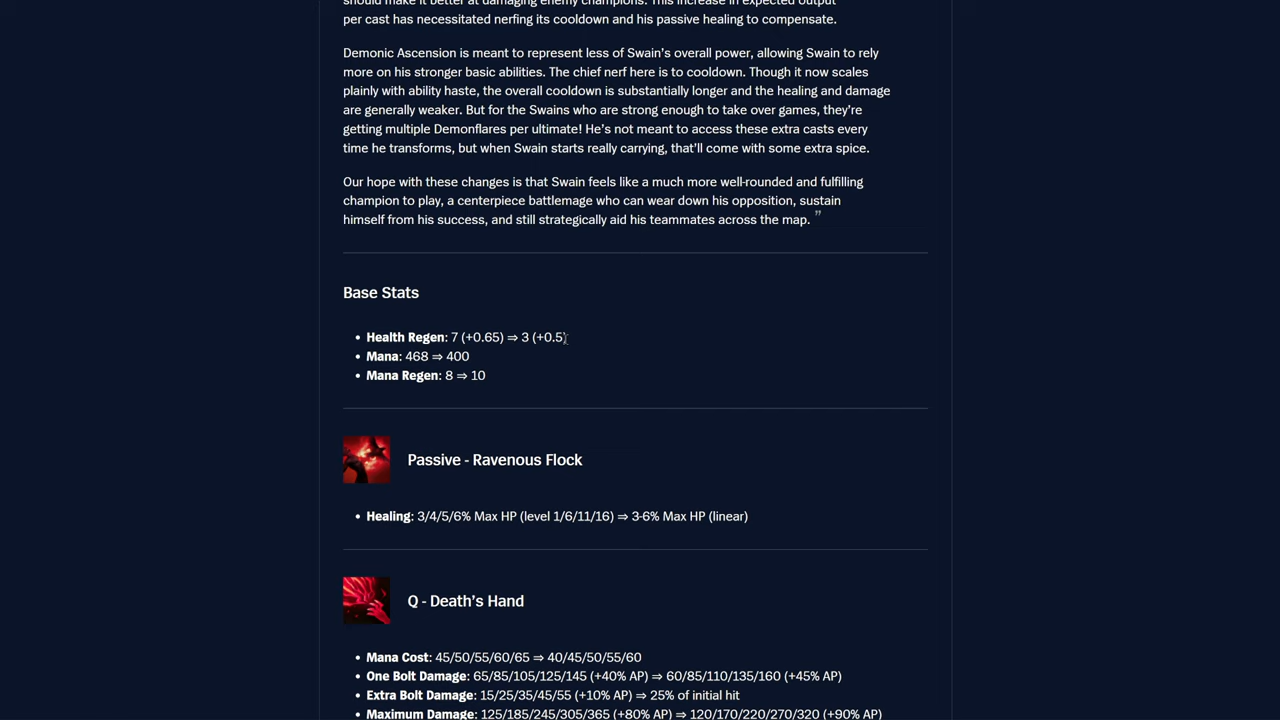 should make it better at damaging enemy champions. This increase in expected output
per cast has necessitated nerfing its cooldown and his passive healing to compensate.
Demonic Ascension is meant to represent less of Swain's overall power, allowing Swain to rely
more on his stronger basic abilities. The chief nerf here is to cooldown. Though it now scales
plainly with ability haste, the overall cooldown is substantially longer and the healing and damage
are generally weaker. But for the Swains who are strong enough to take over games, they're
getting multiple Demonflares per ultimate! He's not meant to access these extra casts every
time he transforms, but when Swain starts really carrying, that'll come with some extra spice.
Our hope with these changes is that Swain feels like a much more well-rounded and fulfilling
champion to play, a centerpiece battlemage who can wear down his opposition, sustain
himself from his success, and still strategically aid his teammates across the map. ”
Base Stats
• Health Regen: 7 (+0.65) ⇒ 3 (+0.5)
• Mana: 468 ⇒ 400
• Mana Regen: 8 ⇒ 10
Passive - Ravenous Flock
• Healing: 3/4/5/6% Max HP (level 1/6/11/16) ⇒ 3-6% Max HP (linear)
Q - Death's Hand
• Mana Cost: 45/50/55/60/65 ⇒ 40/45/50/55/60
• One Bolt Damage: 65/85/105/125/145 (+40% AP) ⇒ 60/85/110/135/160 (+45% AP)
• Extra Bolt Damage: 15/25/35/45/55 (+10% AP) ⇒ 25% of initial hit
• Maximum Damage: 125/185/245/305/365 (+80% AP) ⇒ 120/170/220/270/320 (+90% AP)